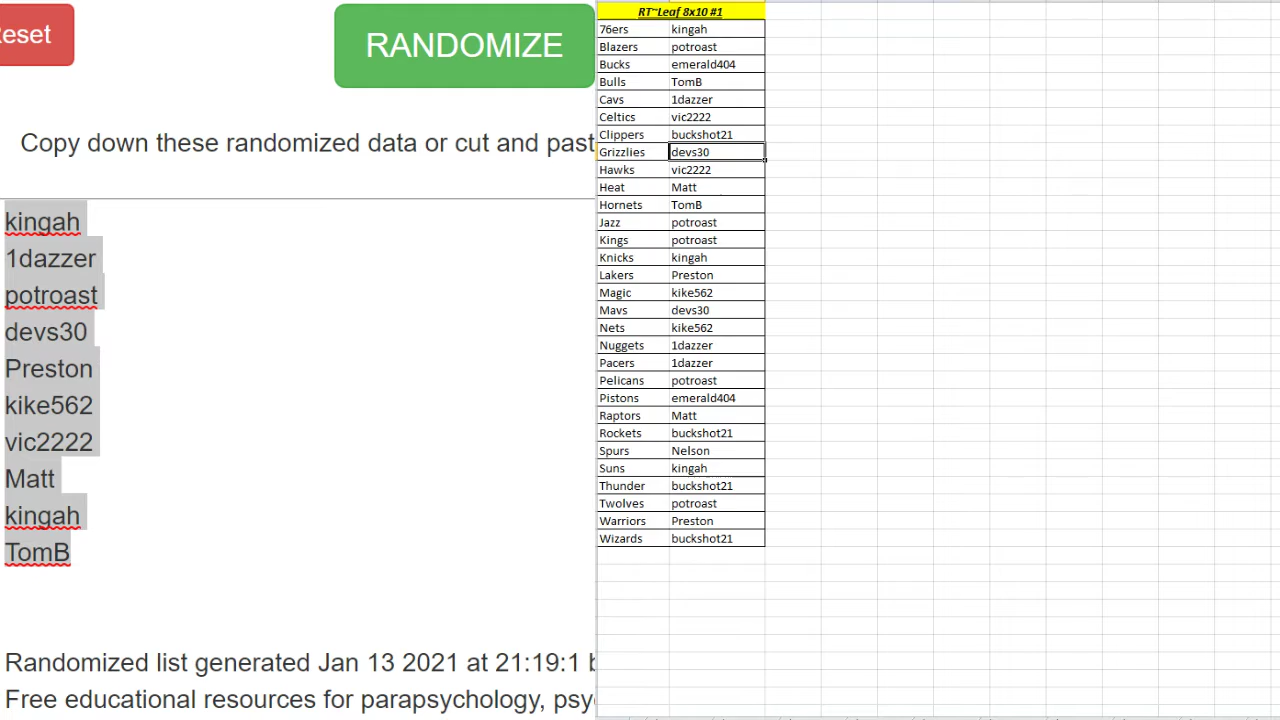 Reset
RANDOMIZE
Copy down these randomized data or cut and past
kingah
1dazzer
potroast
devs30
Preston
kike562
vic2222
Matt
kingah
TomB
Randomized list generated Jan 13 2021 at 21:19:1 b
Free educational resources for parapsychology, psy
RT~Leaf 8x10 #1
76ers kingah
Blazers potroast
Bucks emerald404
Bulls TomB
Cavs 1dazzer
Celtics vic2222
Clippers buckshot21
Grizzlies devs30
Hawks vic2222
Heat Matt
Hornets TomB
Jazz potroast
Kings potroast
Knicks kingah
Lakers Preston
Magic kike562
Mavs devs30
Nets kike562
Nuggets 1dazzer
Pacers 1dazzer
Pelicans potroast
Pistons emerald404
Raptors Matt
Rockets buckshot21
Spurs Nelson
Suns kingah
Thunder buckshot21
Twolves potroast
Warriors Preston
Wizards buckshot21